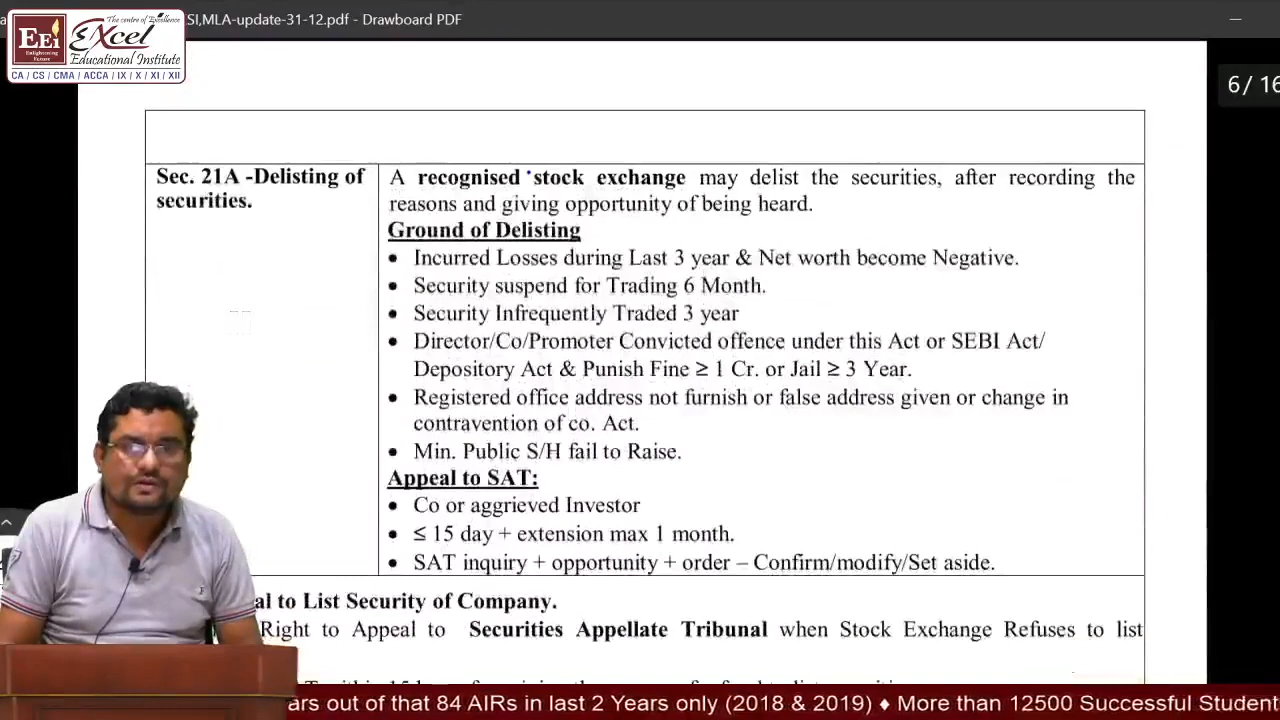 SI,MLA-update-31-12.pdf - Drawboard PDF
The centre of Excellence
EEi
Enlightening Future
Excel
Educational Institute
CA / CS / CMA / ACCA / IX / X / XI / XII
6/ 16
Sec. 21A -Delisting of
securities.
A recognised stock exchange may delist the securities, after recording the
reasons and giving opportunity of being heard.
Ground of Delisting
• Incurred Losses during Last 3 year & Net worth become Negative.
• Security suspend for Trading 6 Month.
• Security Infrequently Traded 3 year
• Director/Co/Promoter Convicted offence under this Act or SEBI Act/
Depository Act & Punish Fine ≥ 1 Cr. or Jail ≥ 3 Year.
• Registered office address not furnish or false address given or change in
contravention of co. Act.
• Min. Public S/H fail to Raise.
Appeal to SAT:
• Co or aggrieved Investor
• ≤ 15 day + extension max 1 month.
• SAT inquiry + opportunity + order – Confirm/modify/Set aside.
al to List Security of Company.
Right to Appeal to Securities Appellate Tribunal when Stock Exchange Refuses to list
ars out of that 84 AIRs in last 2 Years only (2018 & 2019) ♦ More than 12500 Successful Student